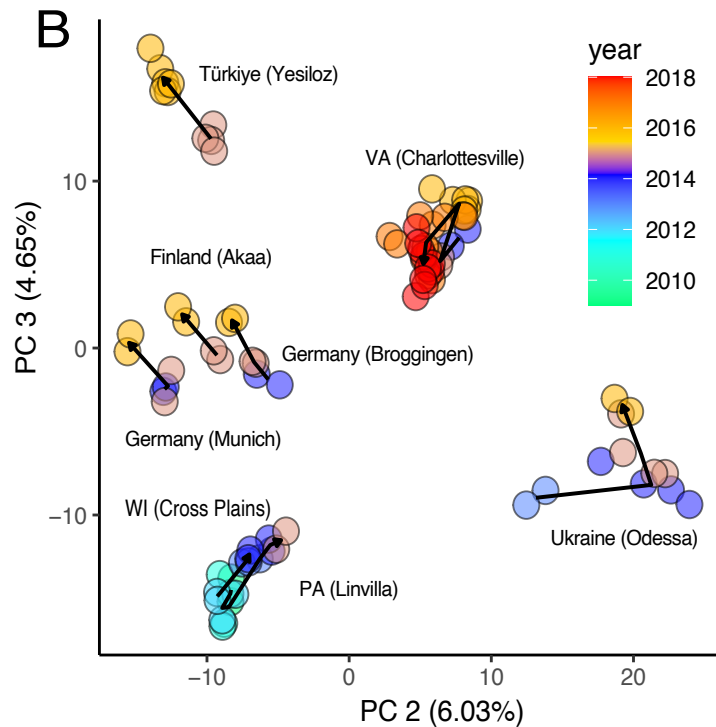 B
year
2018
2016
2014
2012
2010
Türkiye (Yesiloz)
VA (Charlottesville)
Finland (Akaa)
Germany (Broggingen)
Germany (Munich)
WI (Cross Plains)
PA (Linvilla)
Ukraine (Odessa)
10
0
−10
PC 3 (4.65%)
−10
0
10
20
PC 2 (6.03%)